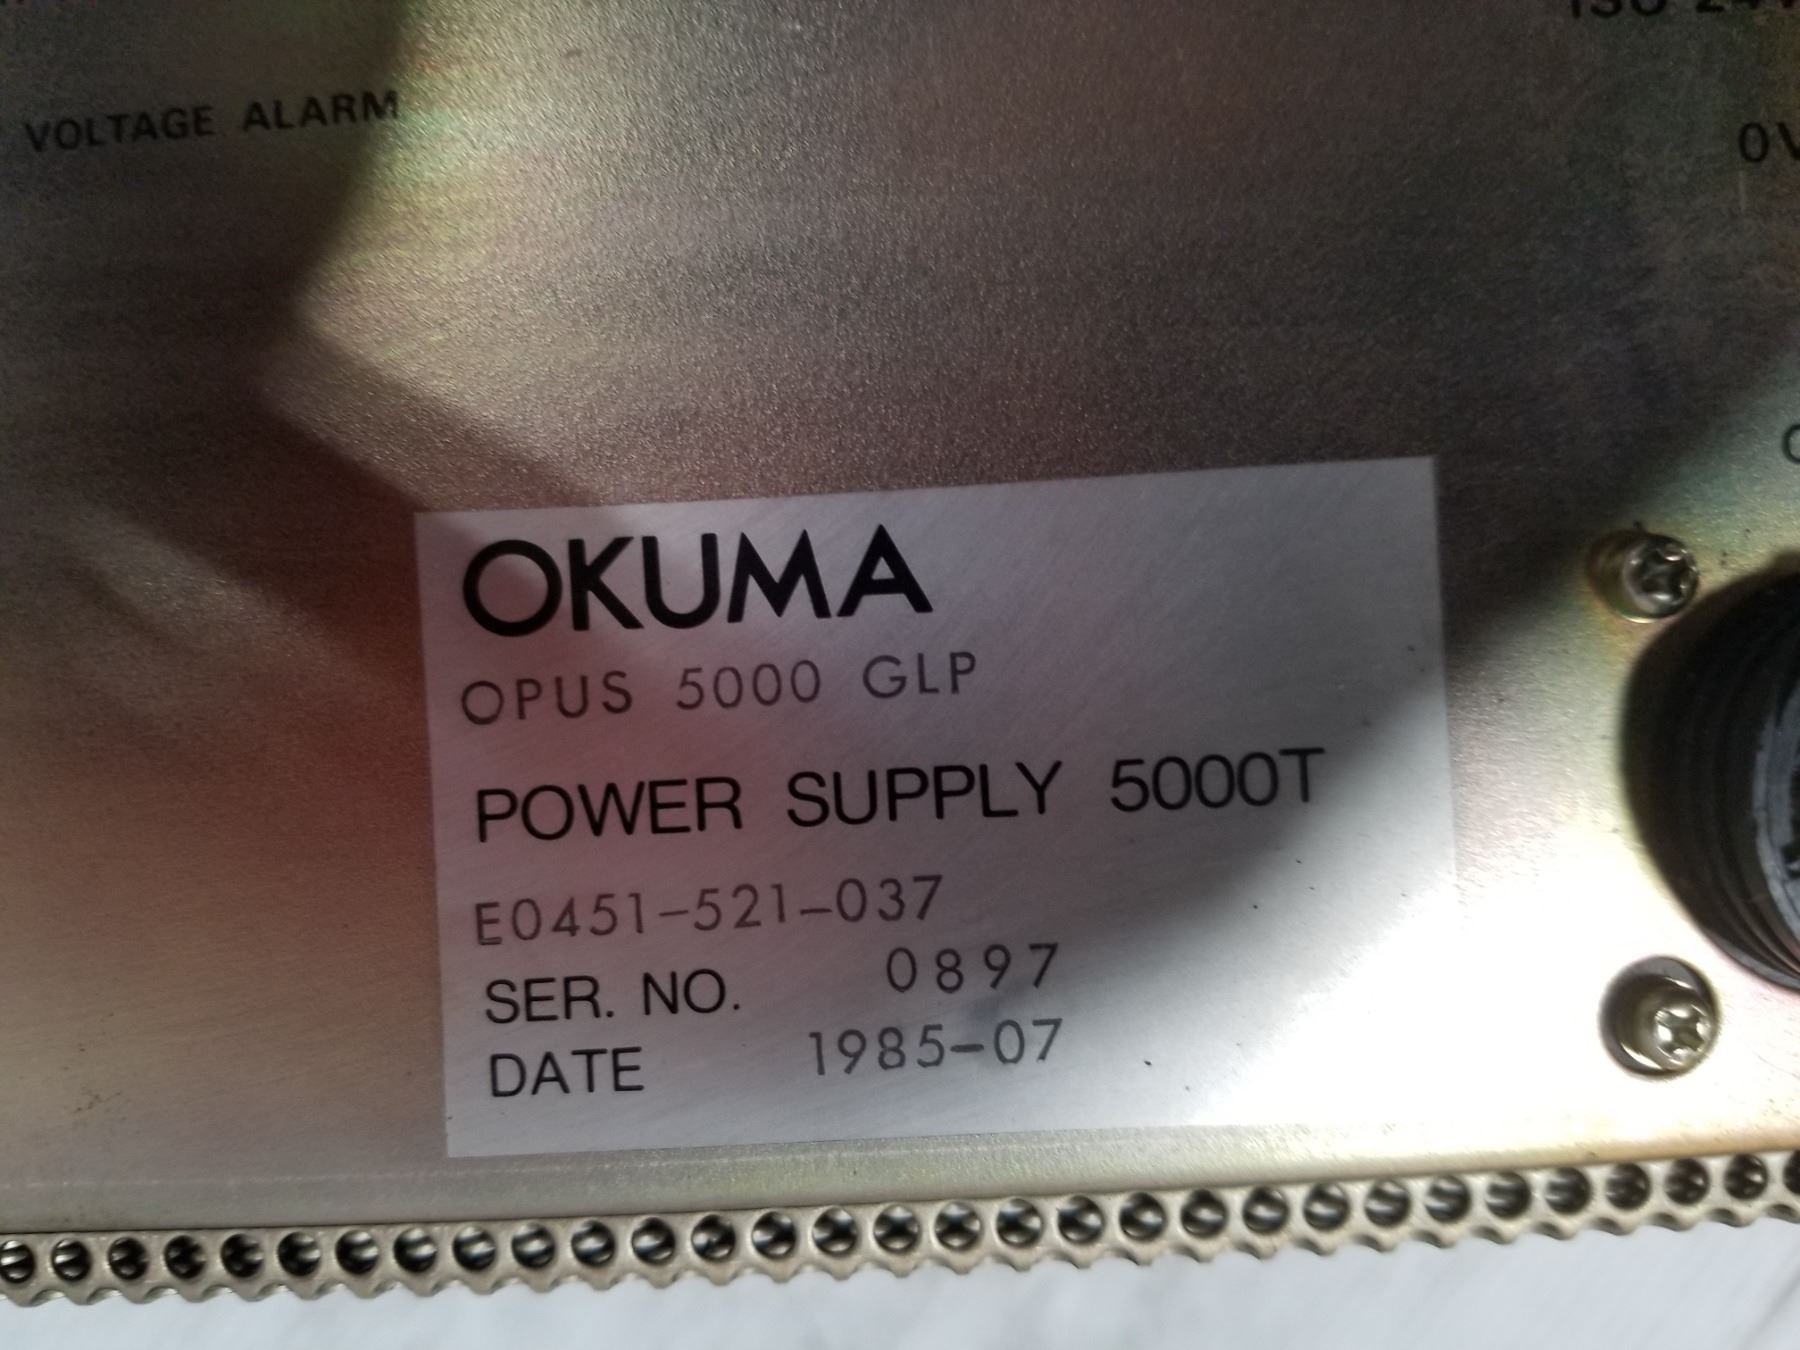 VOLTAGE ALARM
0V
OKUMA
OPUS 5000 GLP
POWER SUPPLY 5000T
E0451-521-037
SER. NO. 0897
DATE 1985-07